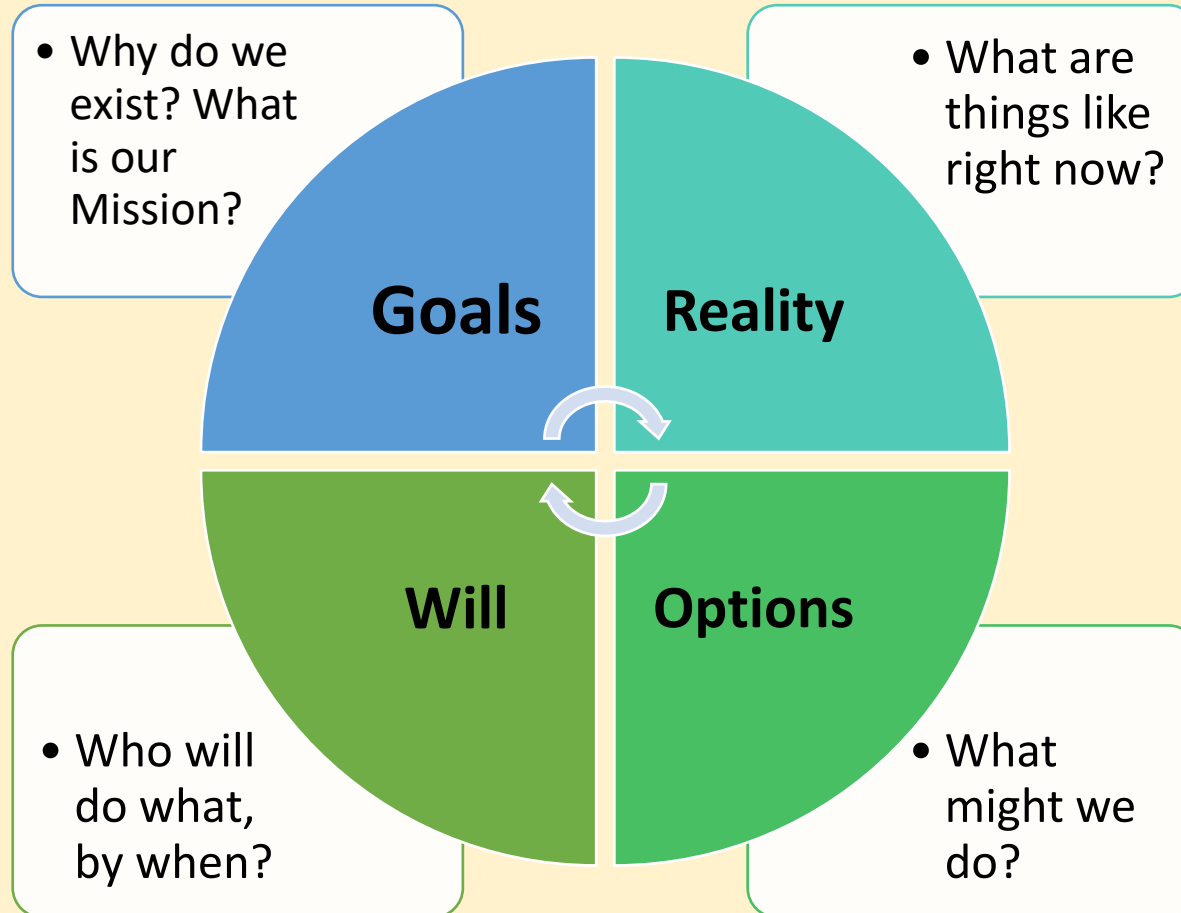 • Why do we
exist? What
is our
Mission?
• What are
things like
right now?
Goals
Reality
Will
Options
• Who will
do what,
by when?
• What
might we
do?